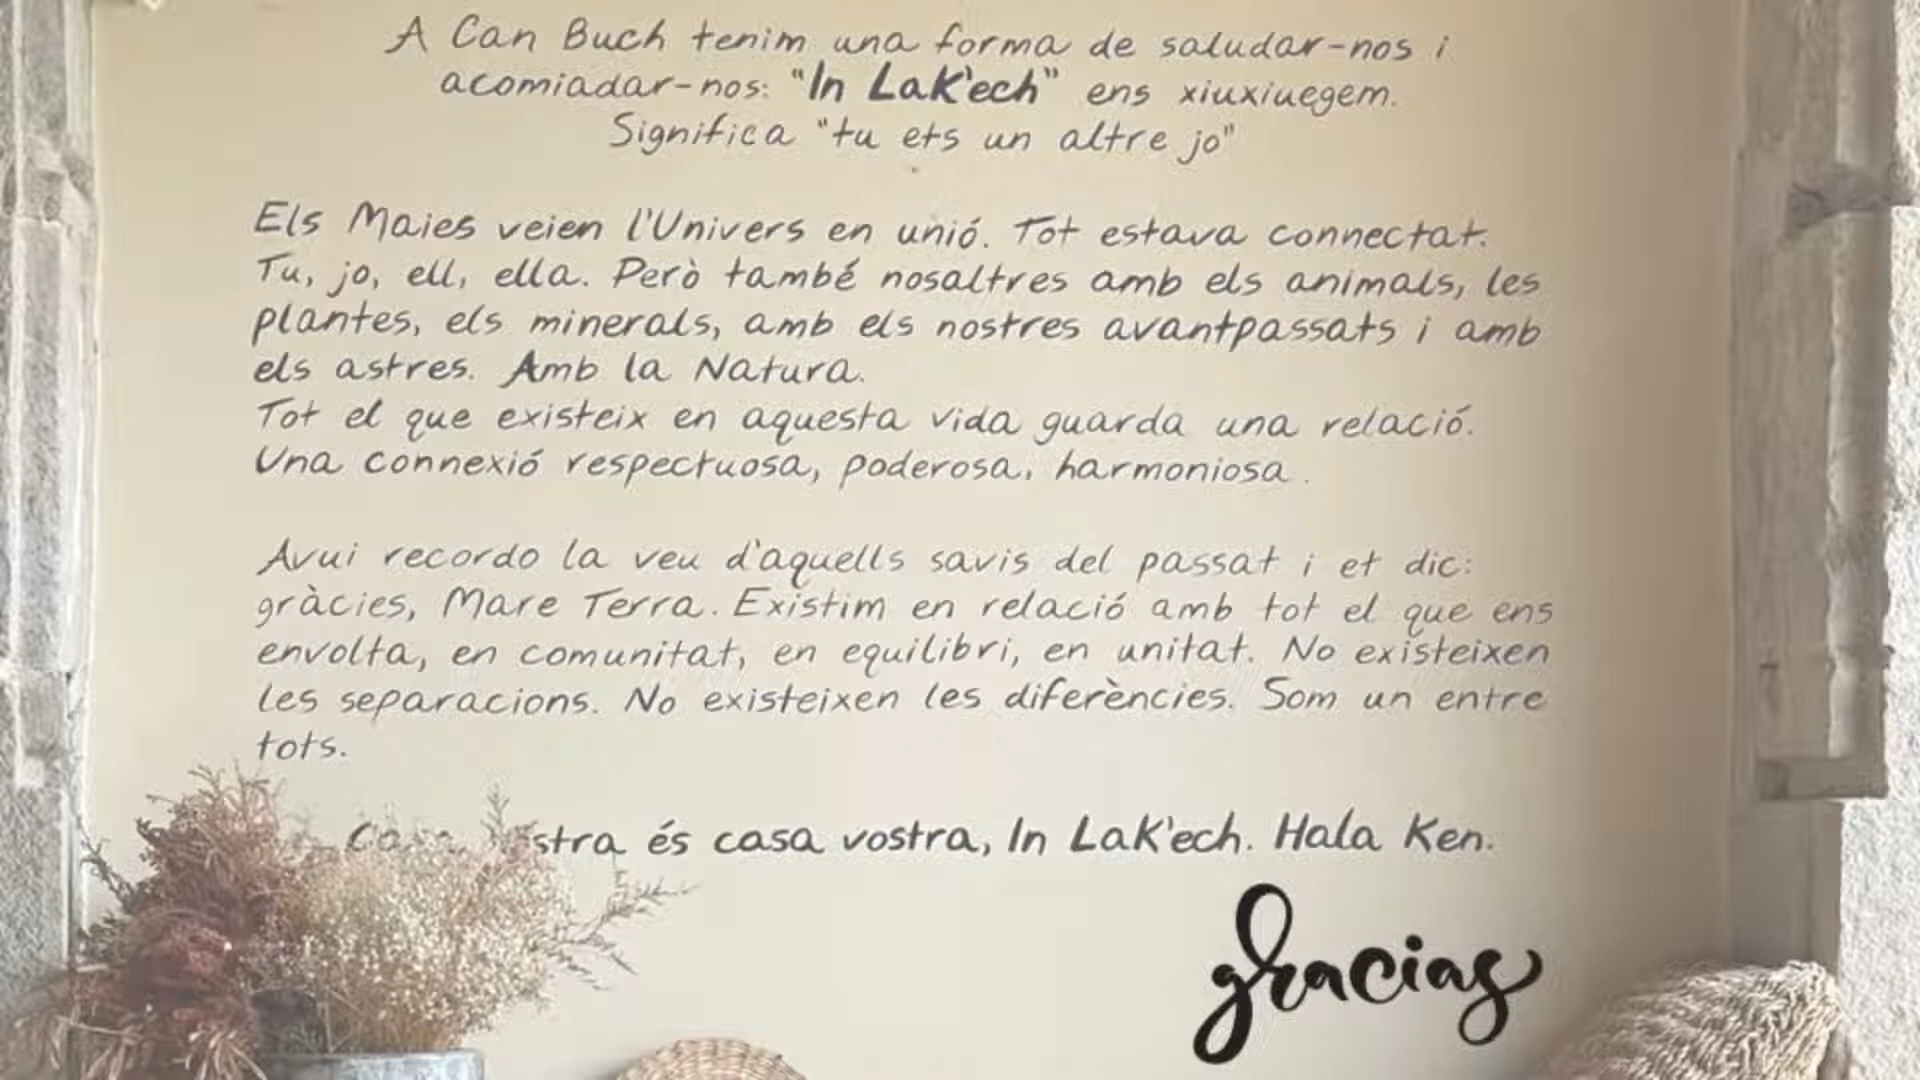 A Can Buch tenim una forma de saludar-nos i
acomiadar-nos: "In Lak'ech" ens xiuxiuegem.
Significa "tu ets un altre jo"
Els Maies veien l'Univers en unió. Tot estava connectat.
Tu, jo, ell, ella. Però també nosaltres amb els animals, les
plantes, els minerals, amb els nostres avantpassats i amb
els astres. Amb la Natura.
Tot el que existeix en aquesta vida guarda una relació.
Una connexió respectuosa, poderosa, harmoniosa.
Avui recordo la veu d'aquells savis del passat i et dic:
gràcies, Mare Terra. Existim en relació amb tot el que ens
envolta, en comunitat, en equilibri, en unitat. No existeixen
les separacions. No existeixen les diferències. Som un entre
tots.
és casa vostra, In Lak'ech. Hala Ken.
gracias